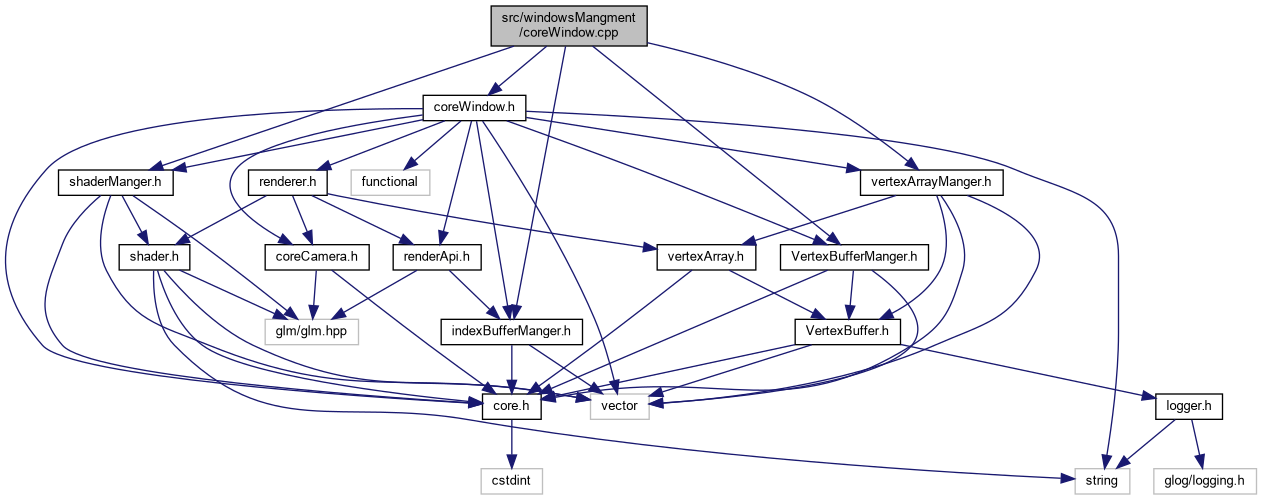 src/windowsMangment
/coreWindow.cpp
coreWindow.h
shaderManger.h
renderer.h
functional
vertexArrayManger.h
shader.h
coreCamera.h
renderApi.h
vertexArray.h
VertexBufferManger.h
glm/glm.hpp
indexBufferManger.h
VertexBuffer.h
core.h
vector
logger.h
cstdint
string
glog/logging.h